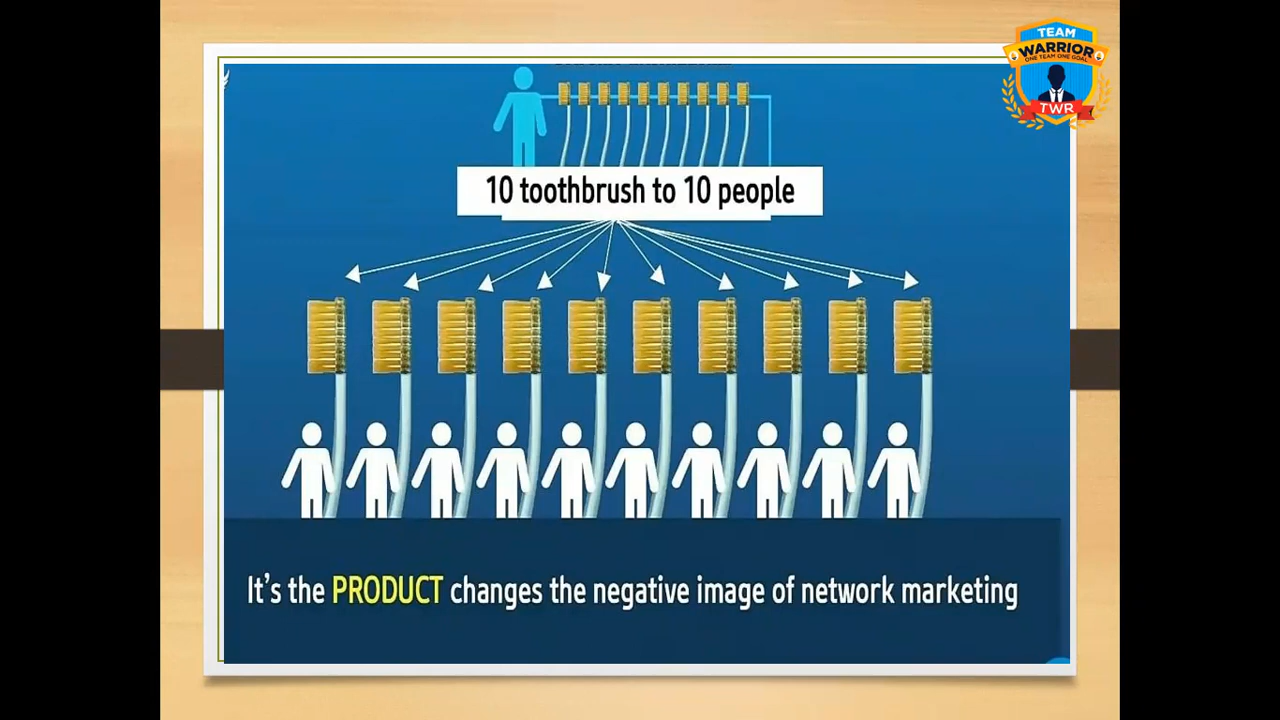 TEAM
WARRIOR
ONE TEAM ONE GOAL
TWR
10 toothbrush to 10 people
It's the PRODUCT changes the negative image of network marketing